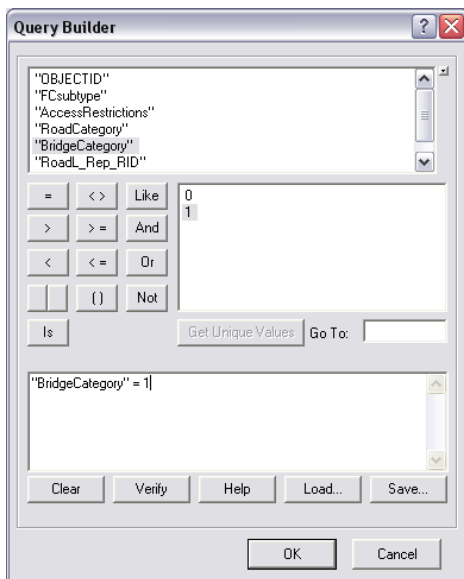 Query Builder
"OBJECTID"
"FCsubtype"
"AccessRestrictions"
"RoadCategory"
"BridgeCategory"
"RoadL_Rep_RID"
= < > Like
> > = And
< < = Or
( ) Not
Is
0
1
Get Unique Values Go To:
"BridgeCategory" = 1
Clear Verify Help Load... Save...
OK Cancel